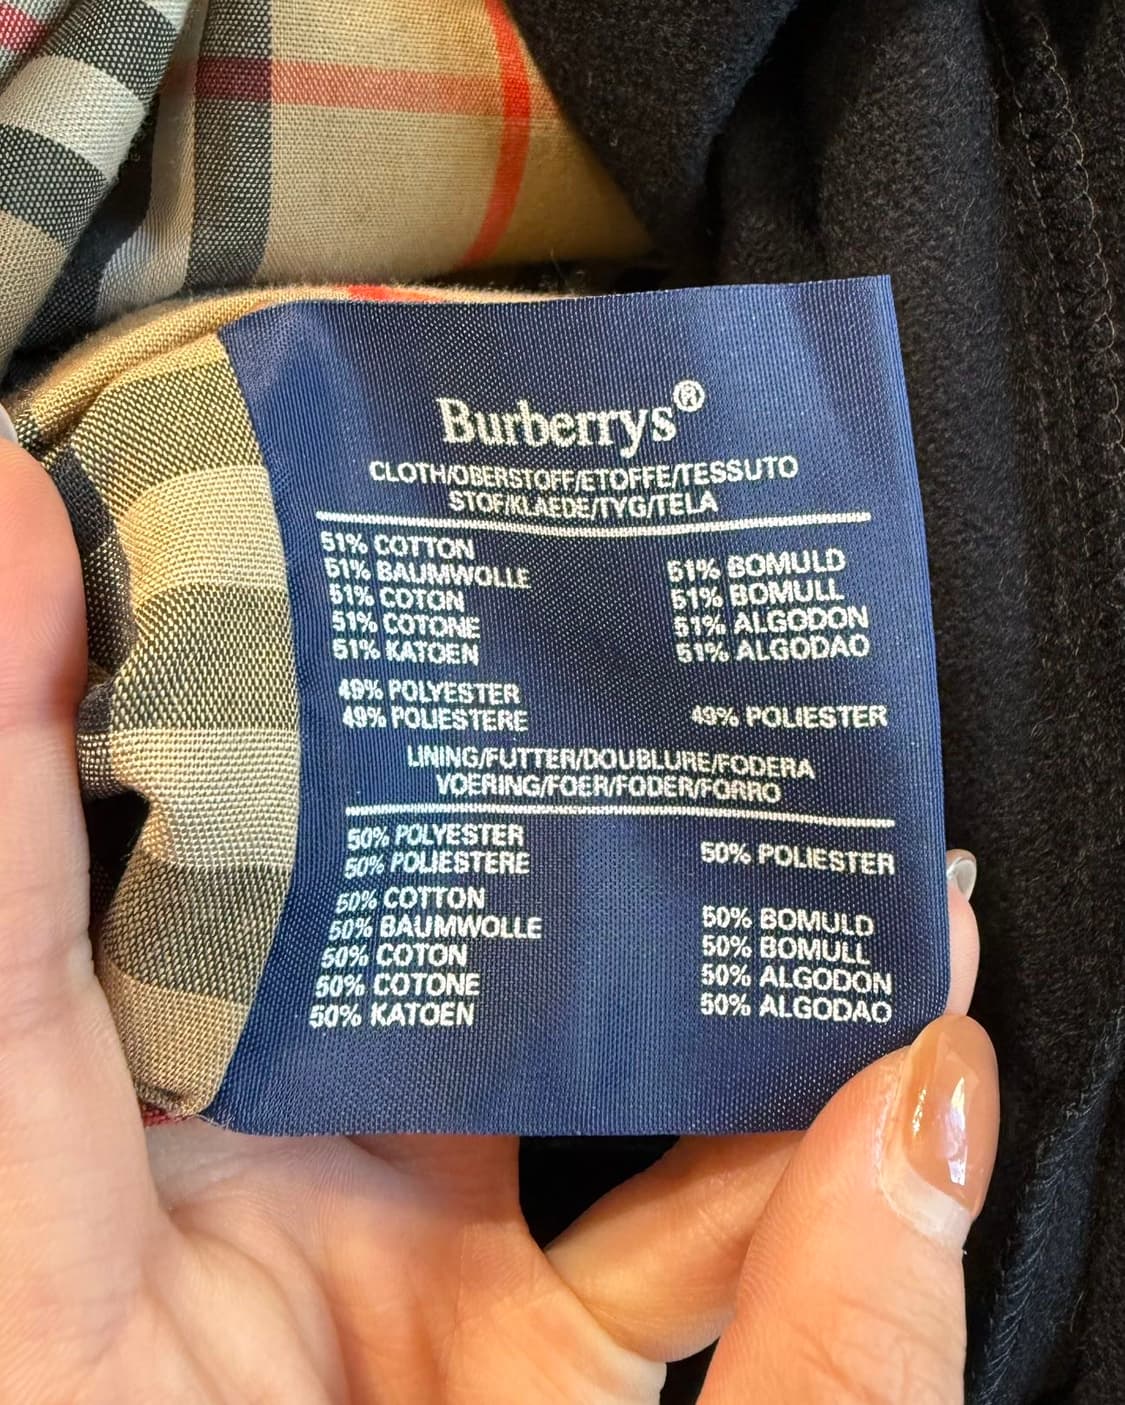 Burberrys®
CLOTH/OBERSTOFF/ETOFFE/TESSUTO
STOF/KLAEDE/TYG/TELA
51% COTTON
51% BAUMWOLLE
51% COTON
51% COTONE
51% KATOEN
51% BOMULD
51% BOMULL
51% ALGODON
51% ALGODAO
49% POLYESTER
49% POLIESTERE
49% POLIESTER
LINING/FUTTER/DOUBLURE/FODERA
VOERING/FOER/FODER/FORRO
50% POLYESTER
50% POLIESTERE
50% POLIESTER
50% COTTON
50% BAUMWOLLE
50% COTON
50% COTONE
50% KATOEN
50% BOMULD
50% BOMULL
50% ALGODON
50% ALGODAO